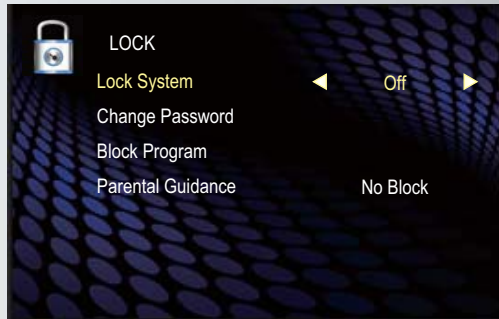 LOCK
Lock System Off
Change Password
Block Program
Parental Guidance No Block